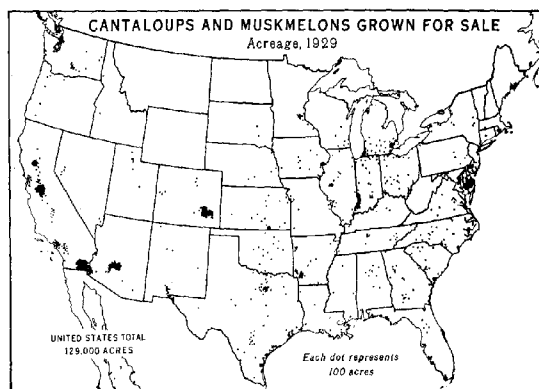 CANTALOUPS AND MUSKMELONS GROWN FOR SALE
Acreage, 1929
UNITED STATES TOTAL
129,000 ACRES
Each dot represents
100 acres